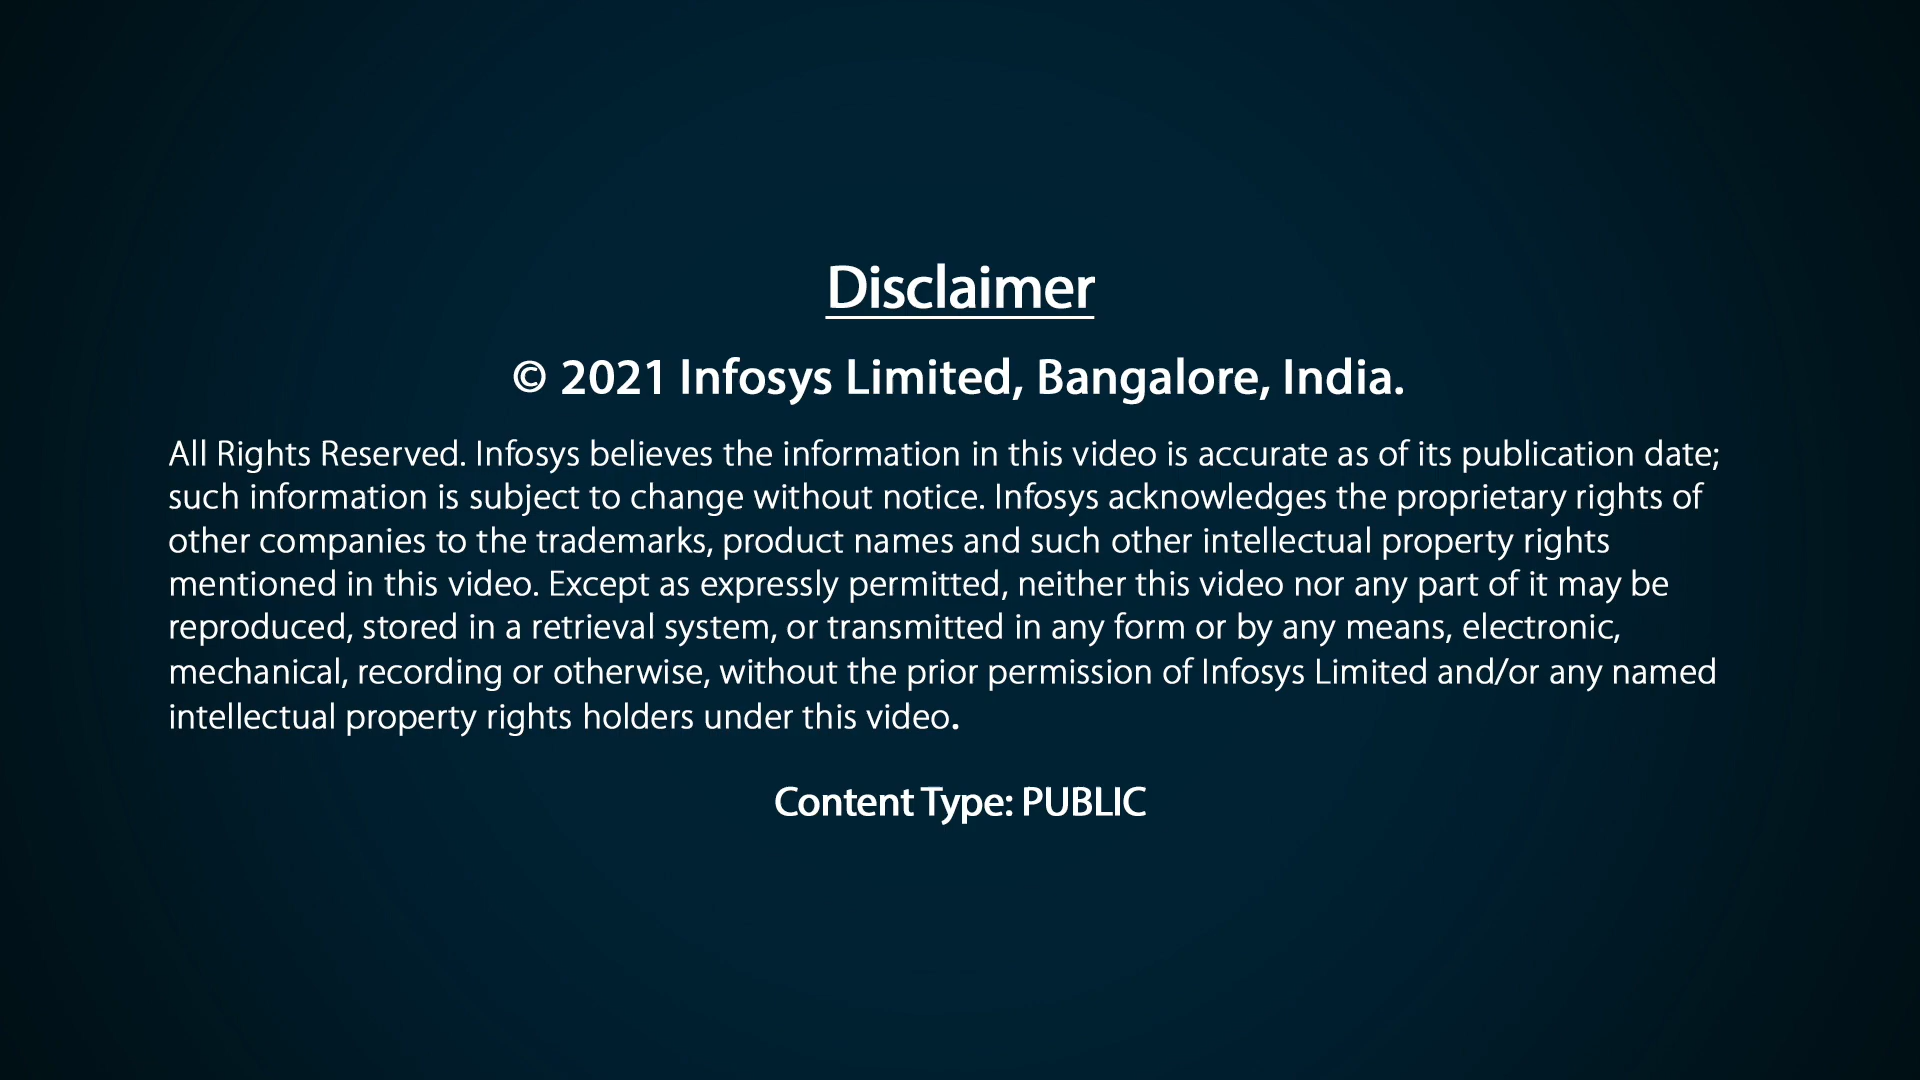 Disclaimer
© 2021 Infosys Limited, Bangalore, India.
All Rights Reserved. Infosys believes the information in this video is accurate as of its publication date;
such information is subject to change without notice. Infosys acknowledges the proprietary rights of
other companies to the trademarks, product names and such other intellectual property rights
mentioned in this video. Except as expressly permitted, neither this video nor any part of it may be
reproduced, stored in a retrieval system, or transmitted in any form or by any means, electronic,
mechanical, recording or otherwise, without the prior permission of Infosys Limited and/or any named
intellectual property rights holders under this video.
Content Type: PUBLIC